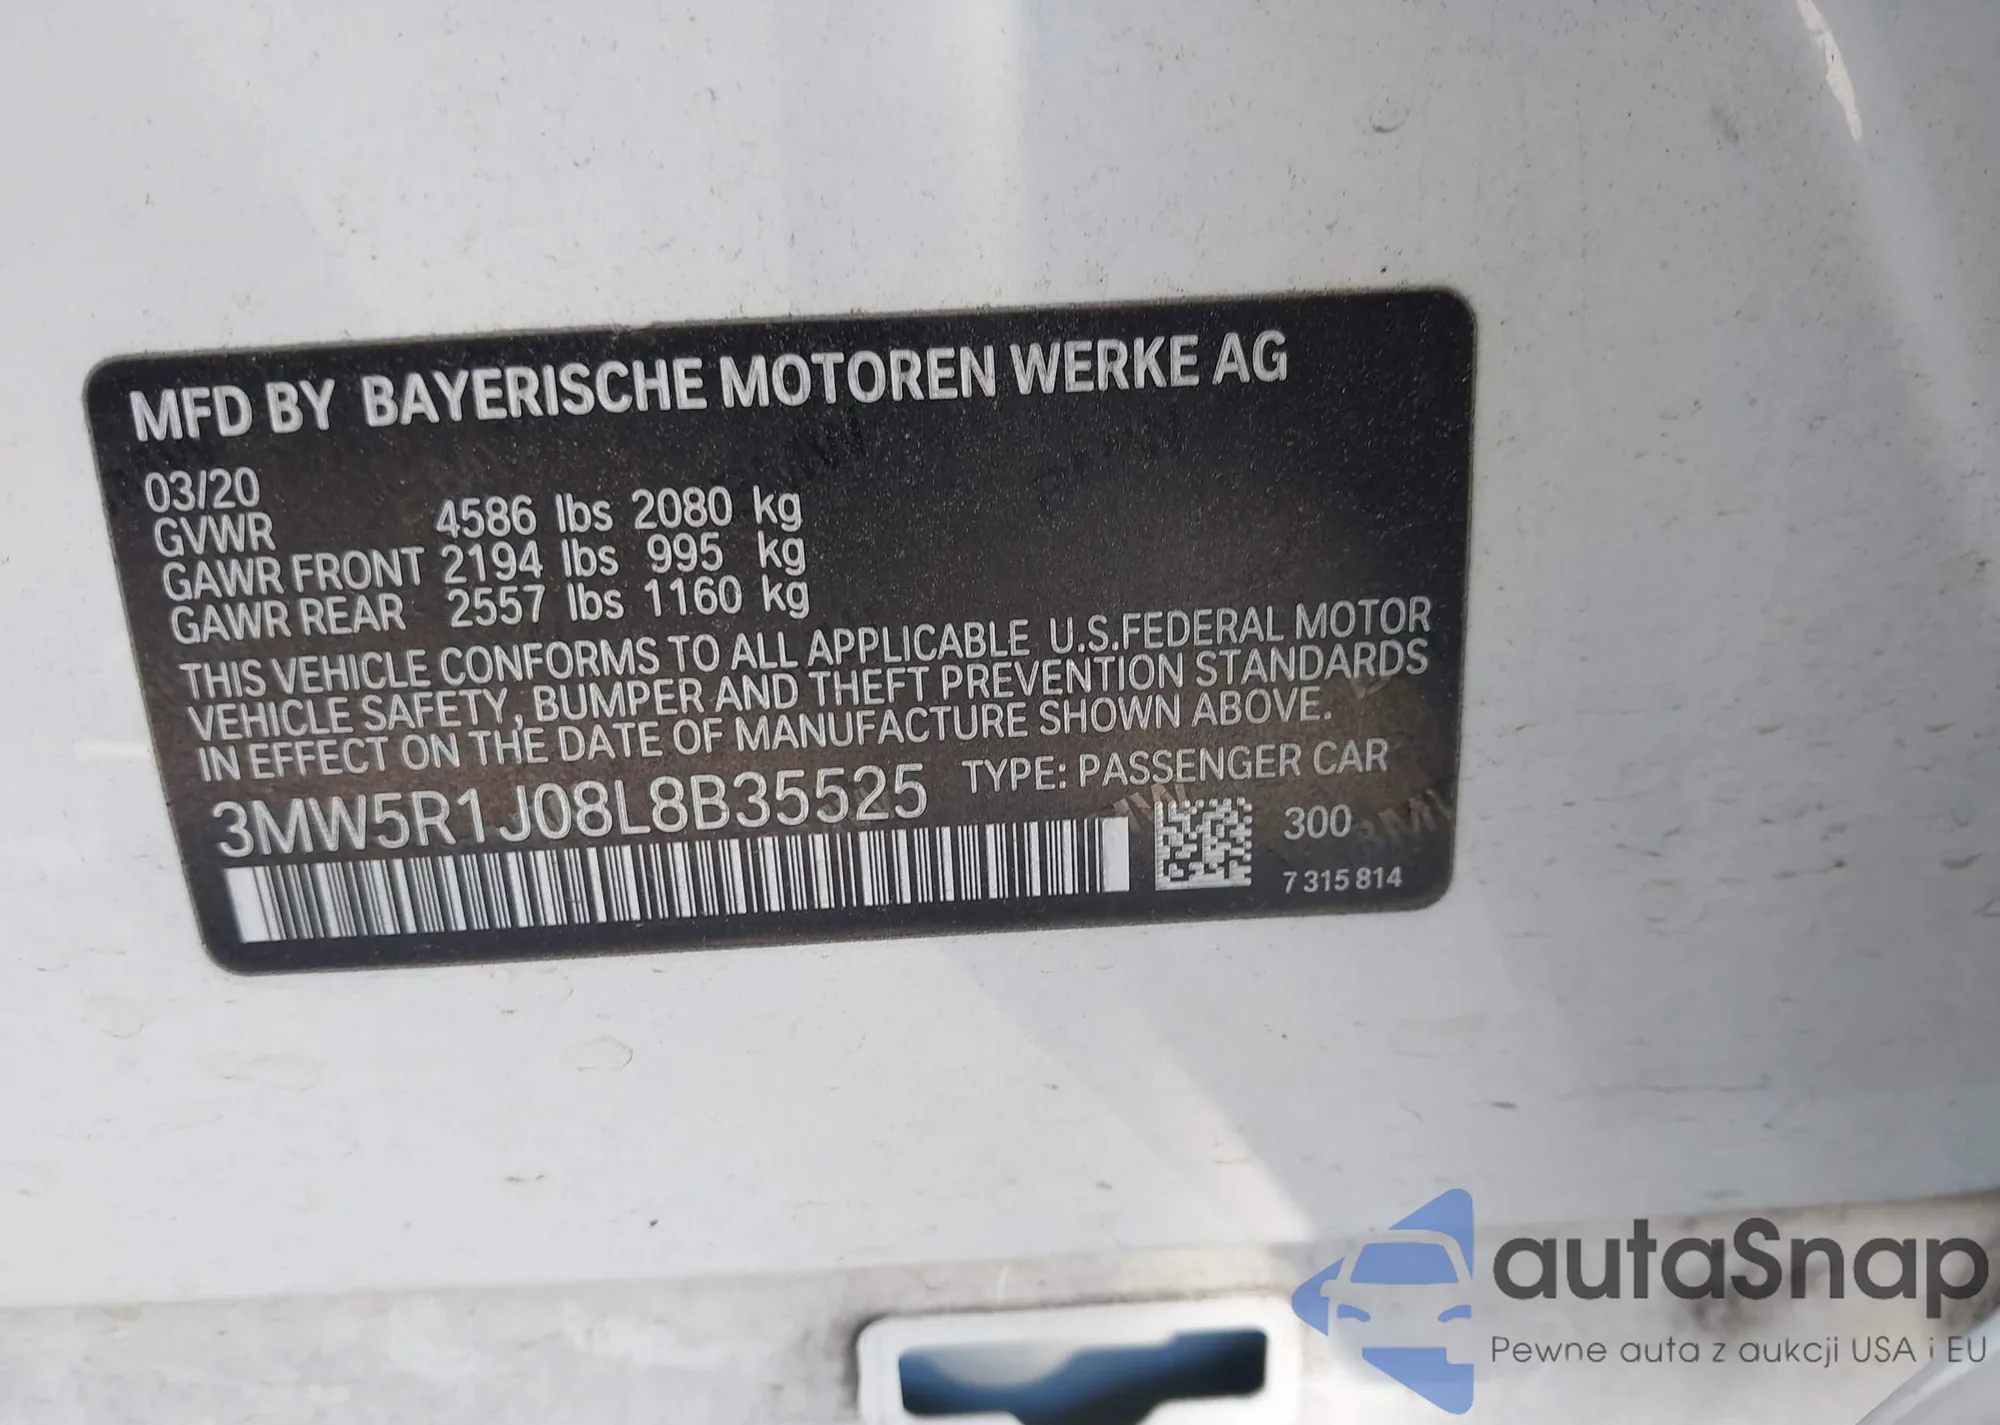 MFD BY BAYERISCHE MOTOREN WERKE AG
03/20
GVWR 4586 lbs 2080 kg
GAWR FRONT 2194 lbs 995 kg
GAWR REAR 2557 lbs 1160 kg
THIS VEHICLE CONFORMS TO ALL APPLICABLE U.S.FEDERAL MOTOR
VEHICLE SAFETY, BUMPER AND THEFT PREVENTION STANDARDS
IN EFFECT ON THE DATE OF MANUFACTURE SHOWN ABOVE.
3MW5R1J08L8B35525 TYPE: PASSENGER CAR
300
7 315 814
autaSnap
Pewne auta z aukcji USA i EU